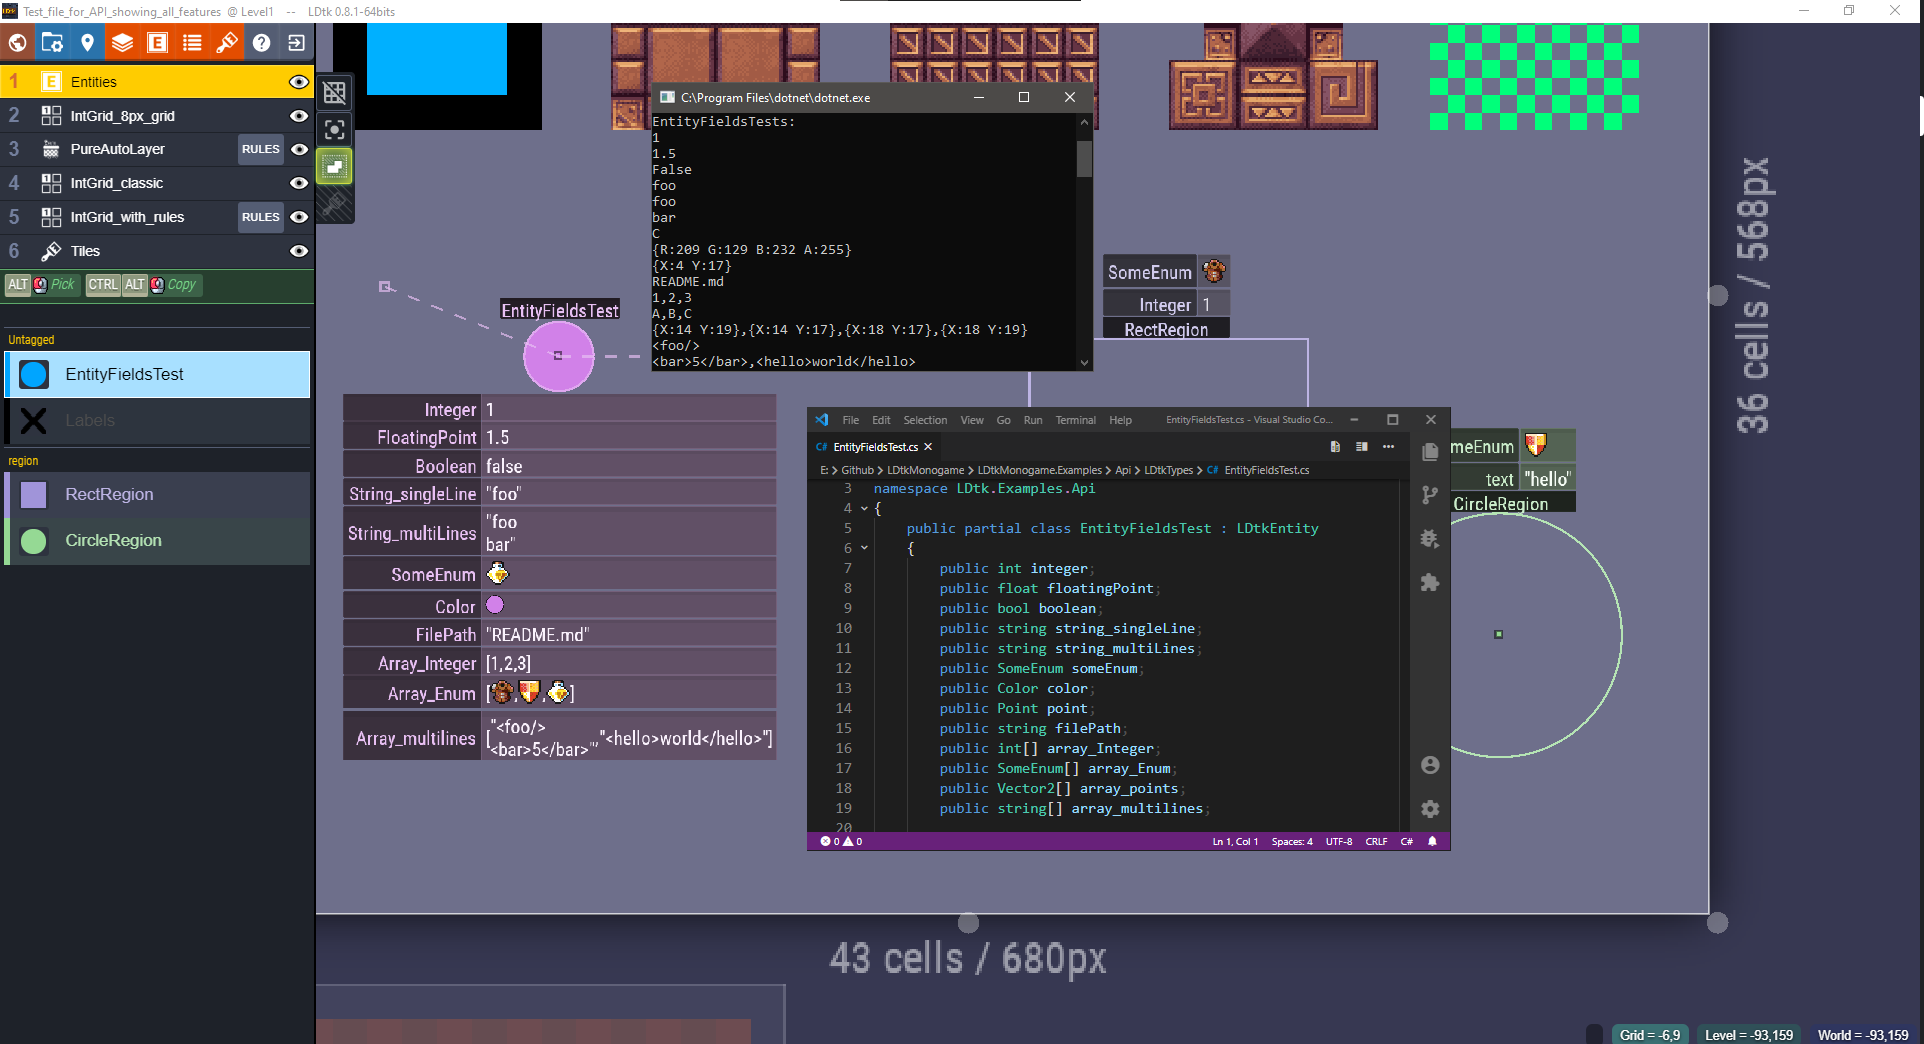 Test_file_for_API_showing_all_features @ Level1 -- LDtk 0.8.1-64bits
1 E Entities
2 IntGrid_8px_grid
3 PureAutoLayer RULES
4 IntGrid_classic
5 IntGrid_with_rules RULES
6 Tiles
ALT Pick CTRL ALT Copy
Untagged
EntityFieldsTest
Labels
region
RectRegion
CircleRegion
C:\Program Files\dotnet\dotnet.exe
EntityFieldsTests:
1
1.5
False
foo
foo
bar
C
{R:209 G:129 B:232 A:255}
{X:4 Y:17}
README.md
1,2,3
A,B,C
{X:14 Y:19},{X:14 Y:17},{X:18 Y:17},{X:18 Y:19}
<foo/>
<bar>5</bar>,<hello>world</hello>
EntityFieldsTest
Integer 1
FloatingPoint 1.5
Boolean false
String_singleLine "foo"
String_multiLines "foo
bar"
SomeEnum
Color
FilePath "README.md"
Array_Integer [1,2,3]
Array_Enum [ , , ]
Array_multilines ["<foo/>
<bar>5</bar>","<hello>world</hello>"]
SomeEnum
Integer 1
RectRegion
File Edit Selection View Go Run Terminal Help EntityFieldsTest.cs - Visual Studio Co...
C# EntityFieldsTest.cs
E: > Github > LDtkMonogame > LDtkMonogame.Examples > Api > LDtkTypes > C# EntityFieldsTest.cs
3 namespace LDtk.Examples.Api
4 {
5 public partial class EntityFieldsTest : LDtkEntity
6 {
7 public int integer;
8 public float floatingPoint;
9 public bool boolean;
10 public string string_singleLine;
11 public string string_multiLines;
12 public SomeEnum someEnum;
13 public Color color;
14 public Point point;
15 public string filePath;
16 public int[] array_Integer;
17 public SomeEnum[] array_Enum;
18 public Vector2[] array_points;
19 public string[] array_multilines;
20
0 0 Ln 1, Col 1 Spaces: 4 UTF-8 CRLF C#
meEnum
text "hello"
CircleRegion
36 cells / 568px
43 cells / 680px
Grid = -6,9 Level = -93,159 World = -93,159